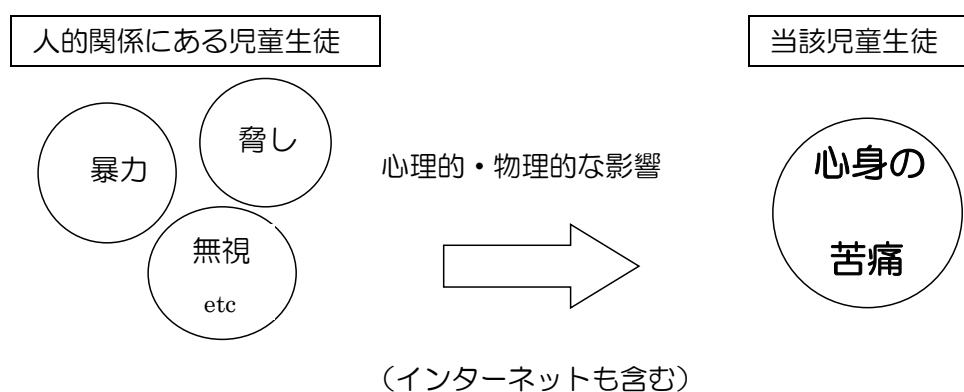 人的関係にある児童生徒
当該児童生徒
暴力
脅し
無視
etc
心理的・物理的な影響
（インターネットも含む）
心身の
苦痛